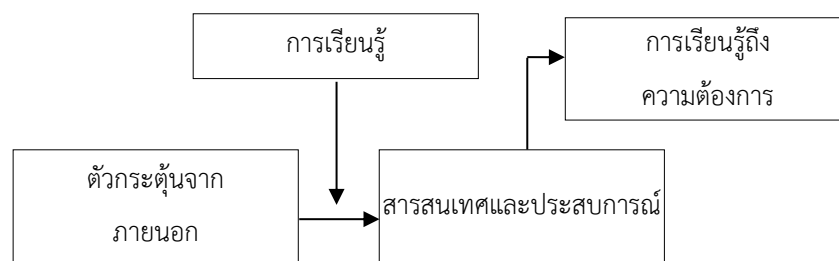 การเรียนรู้
การเรียนรู้ถึง
ความต้องการ
ตัวกระตุ้นจาก
ภายนอก
สารสนเทศและประสบการณ์